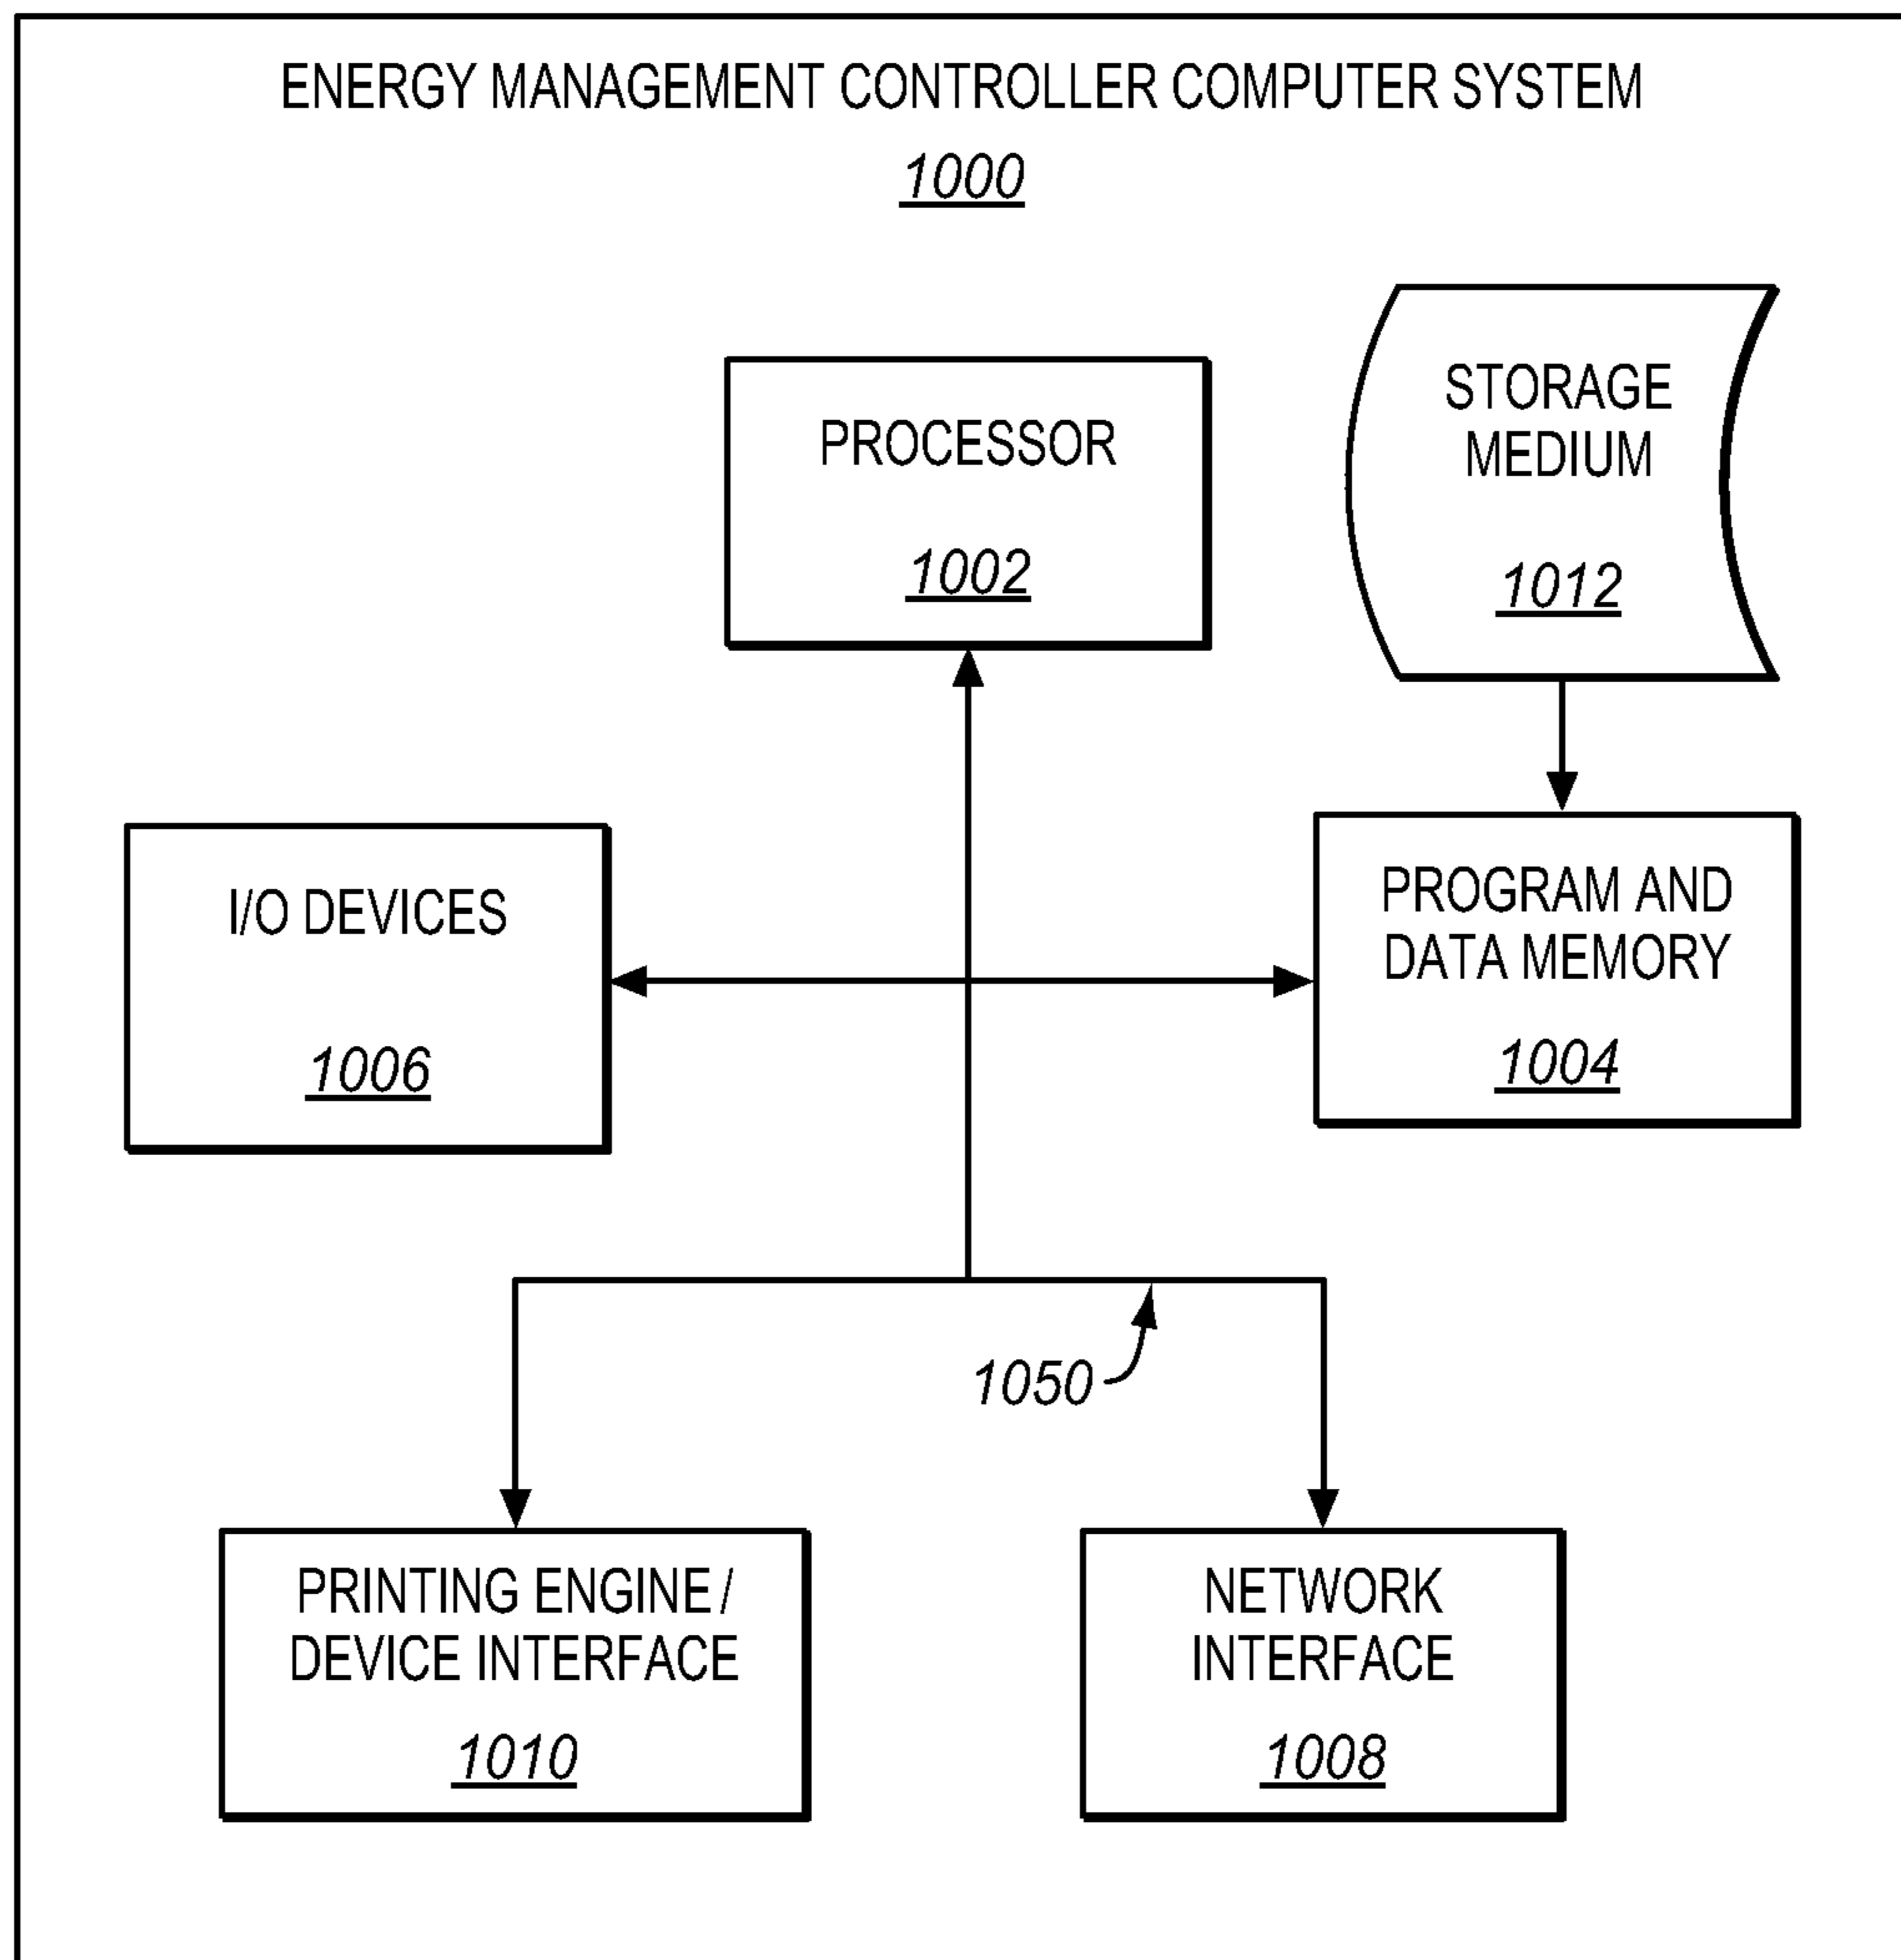 ENERGY MANAGEMENT CONTROLLER COMPUTER SYSTEM
1000
PROCESSOR
1002
STORAGE
MEDIUM
1012
I/O DEVICES
1006
PROGRAM AND
DATA MEMORY
1004
1050
PRINTING ENGINE /
DEVICE INTERFACE
1010
NETWORK
INTERFACE
1008